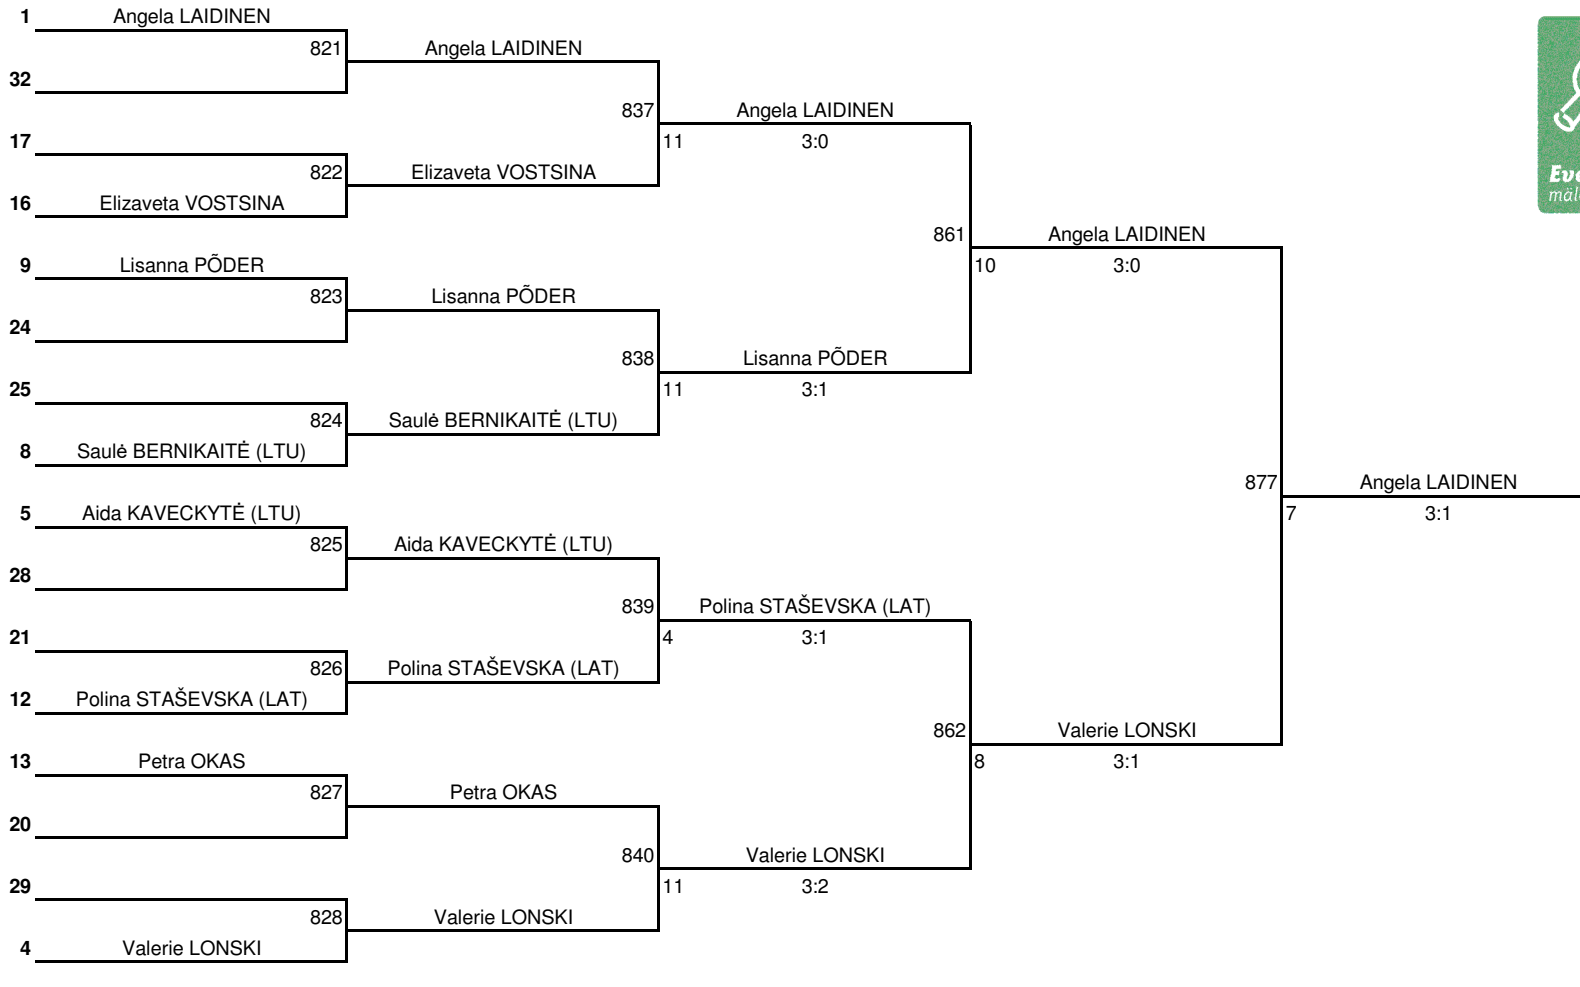 1 Angela LAIDINEN
821 Angela LAIDINEN
32
837 Angela LAIDINEN
17
11 3:0
822 Elizaveta VOSTSINA
16 Elizaveta VOSTSINA
861 Angela LAIDINEN
9 Lisanna PÕDER
10 3:0
823 Lisanna PÕDER
24
838 Lisanna PÕDER
25
11 3:1
824 Saulė BERNIKAITĖ (LTU)
8 Saulė BERNIKAITĖ (LTU)
877 Angela LAIDINEN
5 Aida KAVECKYTĖ (LTU)
7 3:1
825 Aida KAVECKYTĖ (LTU)
28
839 Polina STAŠEVSKA (LAT)
21
4 3:1
826 Polina STAŠEVSKA (LAT)
12 Polina STAŠEVSKA (LAT)
862 Valerie LONSKI
13 Petra OKAS
8 3:1
827 Petra OKAS
20
840 Valerie LONSKI
29
11 3:2
828 Valerie LONSKI
4 Valerie LONSKI